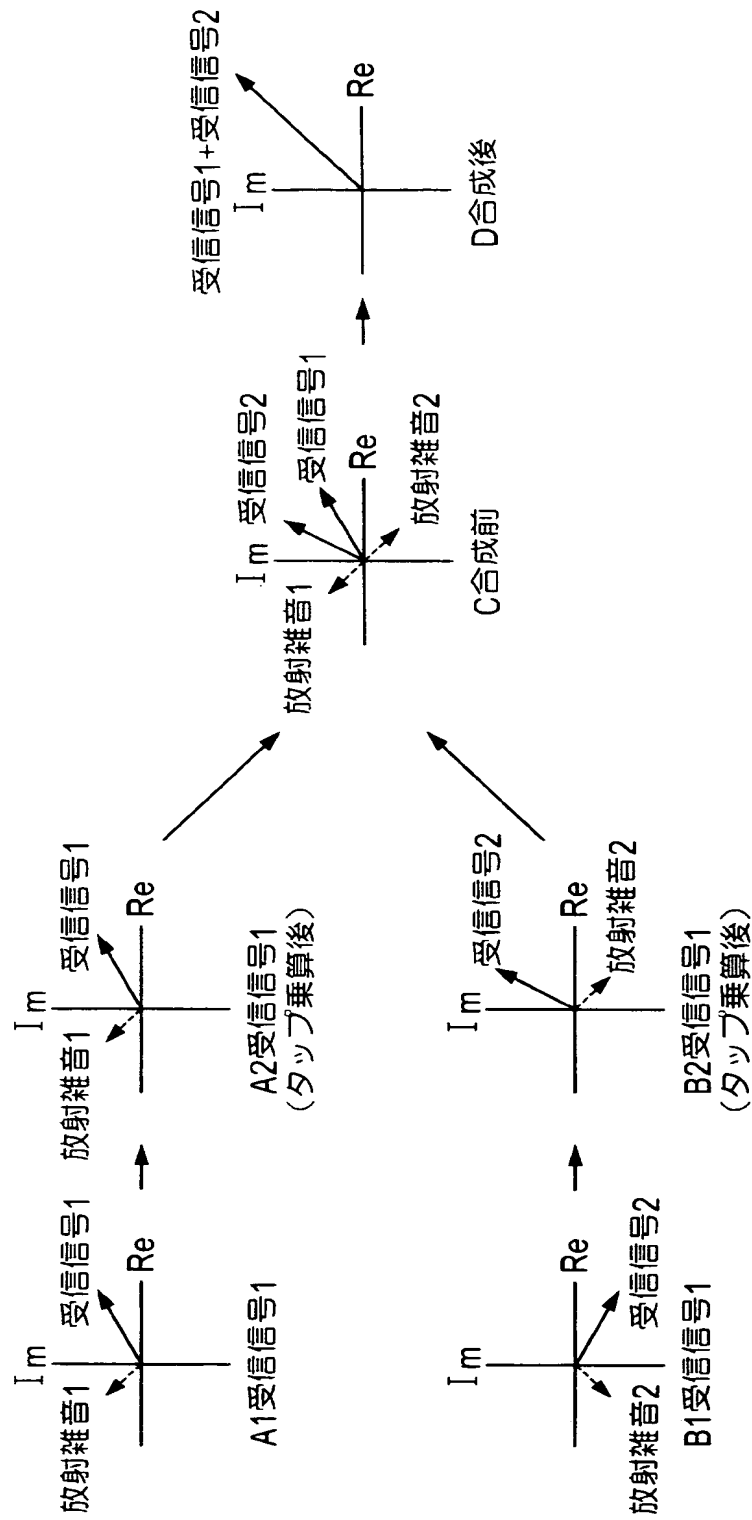 Im
放射雑音1
受信信号1
Re
A1受信信号1
Im
放射雑音1
受信信号1
Re
A2受信信号1
(タップ乗算後)
Im
Re
放射雑音2
受信信号2
B1受信信号1
Im
受信信号2
Re
放射雑音2
B2受信信号1
(タップ乗算後)
Im
受信信号2
受信信号1
放射雑音1
Re
放射雑音2
C合成前
受信信号1+受信信号2
Im
Re
D合成後